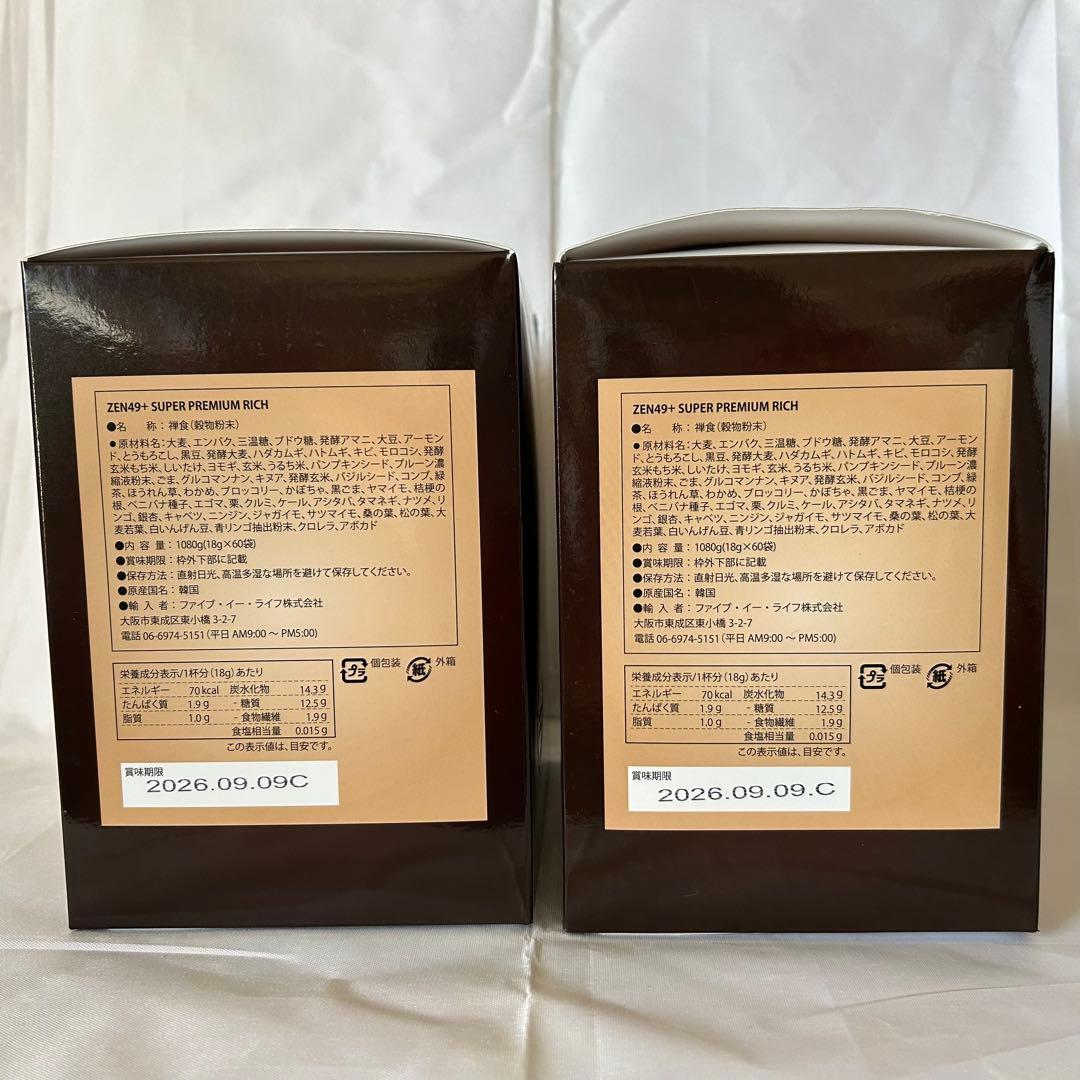 ZEN49+ SUPER PREMIUM RICH
●名　　称：禅食(穀物粉末)
●原材料名：大麦、エンバク、三温糖、ブドウ糖、発酵アマニ、大豆、アーモン
ド、とうもろこし、黒豆、発酵大麦、ハダカムギ、ハトムギ、キビ、モロコシ、発酵
玄米もち米、しいたけ、ヨモギ、玄米、うるち米、パンプキンシード、プルーン濃
縮液粉末、ごま、グルコマンナン、キヌア、発酵玄米、バジルシード、コンブ、緑
茶、ほうれん草、わかめ、ブロッコリー、かぼちゃ、黒ごま、ヤマイモ、桔梗の
根、ベニバナ種子、エゴマ、栗、クルミ、ケール、アシタバ、タマネギ、ナツメ、リ
ンゴ、銀杏、キャベツ、ニンジン、ジャガイモ、サツマイモ、桑の葉、松の葉、大
麦若葉、白いんげん豆、青リンゴ抽出粉末、クロレラ、アボカド
●内 容 量：1080g(18g×60袋)
●賞味期限：枠外下部に記載
●保存方法：直射日光、高温多湿な場所を避けて保存してください。
●原産国名：韓国
●輸 入 者：ファイブ・イー・ライフ株式会社
大阪市東成区東小橋 3-2-7
電話 06-6974-5151(平日 AM9:00 ～ PM5:00)
栄養成分表示/1杯分(18g)あたり
エネルギー 70kcal 炭水化物 14.3g
たんぱく質 1.9g - 糖質 12.5g
脂質 1.0g - 食物繊維 1.9g
食塩相当量 0.015g
この表示値は、目安です。
プラ 個包装 紙 外箱
賞味期限
2026.09.09C
ZEN49+ SUPER PREMIUM RICH
●名　　称：禅食(穀物粉末)
●原材料名：大麦、エンバク、三温糖、ブドウ糖、発酵アマニ、大豆、アーモン
ド、とうもろこし、黒豆、発酵大麦、ハダカムギ、ハトムギ、キビ、モロコシ、発酵
玄米もち米、しいたけ、ヨモギ、玄米、うるち米、パンプキンシード、プルーン濃
縮液粉末、ごま、グルコマンナン、キヌア、発酵玄米、バジルシード、コンブ、緑
茶、ほうれん草、わかめ、ブロッコリー、かぼちゃ、黒ごま、ヤマイモ、桔梗の
根、ベニバナ種子、エゴマ、栗、クルミ、ケール、アシタバ、タマネギ、ナツメ、リ
ンゴ、銀杏、キャベツ、ニンジン、ジャガイモ、サツマイモ、桑の葉、松の葉、大
麦若葉、白いんげん豆、青リンゴ抽出粉末、クロレラ、アボカド
●内 容 量：1080g(18g×60袋)
●賞味期限：枠外下部に記載
●保存方法：直射日光、高温多湿な場所を避けて保存してください。
●原産国名：韓国
●輸 入 者：ファイブ・イー・ライフ株式会社
大阪市東成区東小橋 3-2-7
電話 06-6974-5151(平日 AM9:00 ～ PM5:00)
栄養成分表示/1杯分(18g)あたり
エネルギー 70kcal 炭水化物 14.3g
たんぱく質 1.9g - 糖質 12.5g
脂質 1.0g - 食物繊維 1.9g
食塩相当量 0.015g
この表示値は、目安です。
プラ 個包装 紙 外箱
賞味期限
2026.09.09.C